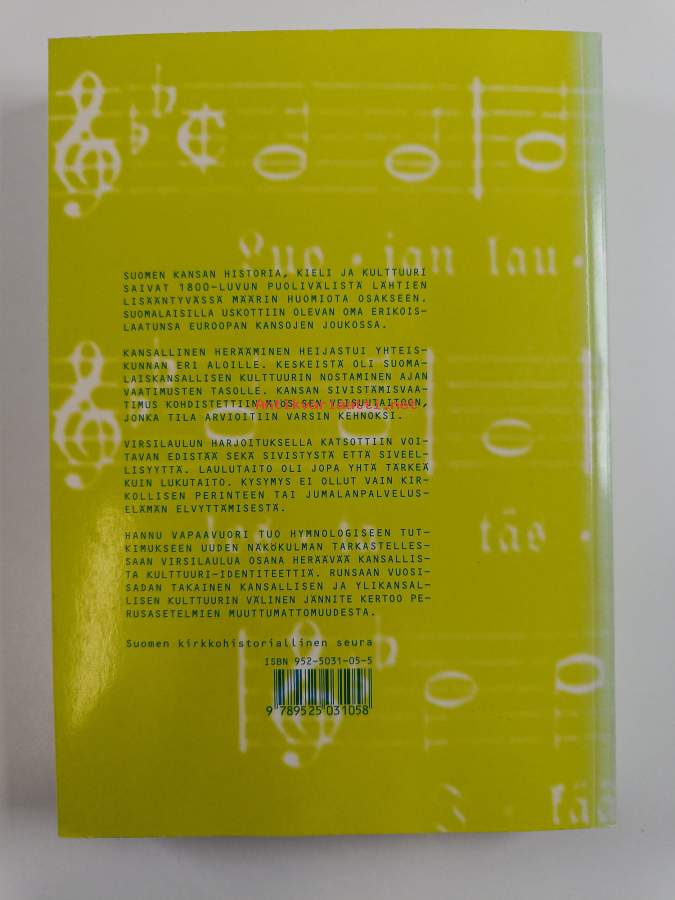 Luo - jan lau -
SUOMEN KANSAN HISTORIA, KIELI JA KULTTUURI
SAIVAT 1800-LUVUN PUOLIVÄLISTÄ LÄHTIEN
LISÄÄNTYVÄSSÄ MÄÄRIN HUOMIOTA OSAKSEEN.
SUOMALAISILLA USKOTTIIN OLEVAN OMA ERIKOIS-
LAATUNSA EUROOPAN KANSOJEN JOUKOSSA.
KANSALLINEN HERÄÄMINEN HEIJASTUI YHTEIS-
KUNNAN ERI ALOILLE. KESKEISTÄ OLI SUOMA-
LAISKANSALLISEN KULTTUURIN NOSTAMINEN AJAN
VAATIMUSTEN TASOLLE. KANSAN SIVISTÄMISVAA-
TIMUS KOHDISTETTIIN MYÖS SEN VEISUUTAITOON,
Antikvariaatti.net
JONKA TILA ARVIOITIIN VARSIN KEHNOKSI.
VIRSILAULUN HARJOITUKSELLA KATSOTTIIN VOI-
TAVAN EDISTÄÄ SEKÄ SIVISTYSTÄ ETTÄ SIVEEL-
LISYYTTÄ. LAULUTAITO OLI JOPA YHTÄ TÄRKEÄ
KUIN LUKUTAITO. KYSYMYS EI OLLUT VAIN KIR-
KOLLISEN PERINTEEN TAI JUMALANPALVELUS-
ELÄMÄN ELVYTTÄMISESTÄ.
täs -
HANNU VAPAAVUORI TUO HYMNOLOGISEEN TUT-
KIMUKSEEN UUDEN NÄKÖKULMAN TARKASTELLES-
SAAN VIRSILAULUA OSANA HERÄÄVÄÄ KANSALLIS-
TA KULTTUURI-IDENTITEETTIÄ. RUNSAAN VUOSI-
SADAN TAKAINEN KANSALLISEN JA YLIKANSAL-
LISEN KULTTUURIN VÄLINEN JÄNNITE KERTOO PE-
RUSASETELMIEN MUUTTUMATTOMUUDESTA.
Suomen kirkkohistoriallinen seura
ISBN 952-5031-05-5
9 789525 031058